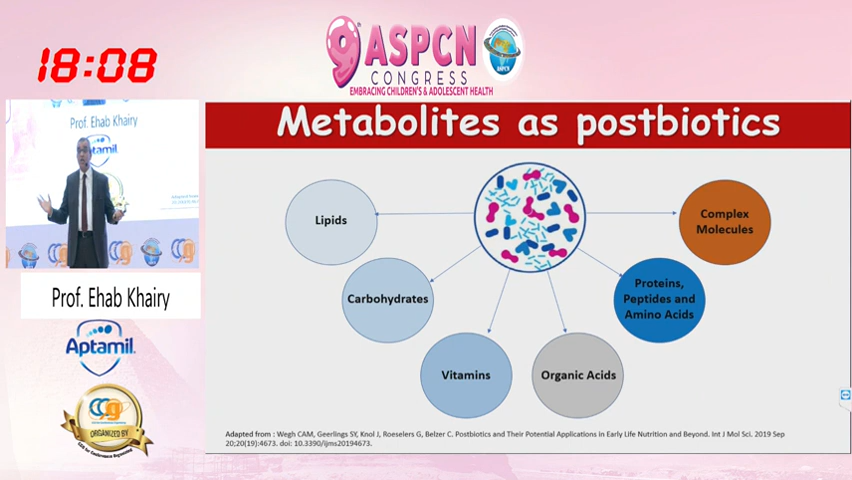 18:08
9th ASPCN
CONGRESS
EMBRACING CHILDREN'S & ADOLESCENT HEALTH
ASPCN
Metabolites as postbiotics
Prof. Ehab Khairy
Aptamil
Adapted from
Prof. Ehab Khairy
Aptamil
ORGANIZED BY
Lipids
Complex
Molecules
Carbohydrates
Proteins,
Peptides and
Amino Acids
Vitamins
Organic Acids
Adapted from : Wegh CAM, Geerlings SY, Knol J, Roeselers G, Belzer C. Postbiotics and Their Potential Applications in Early Life Nutrition and Beyond. Int J Mol Sci. 2019 Sep
20;20(19):4673. doi: 10.3390/ijms20194673.